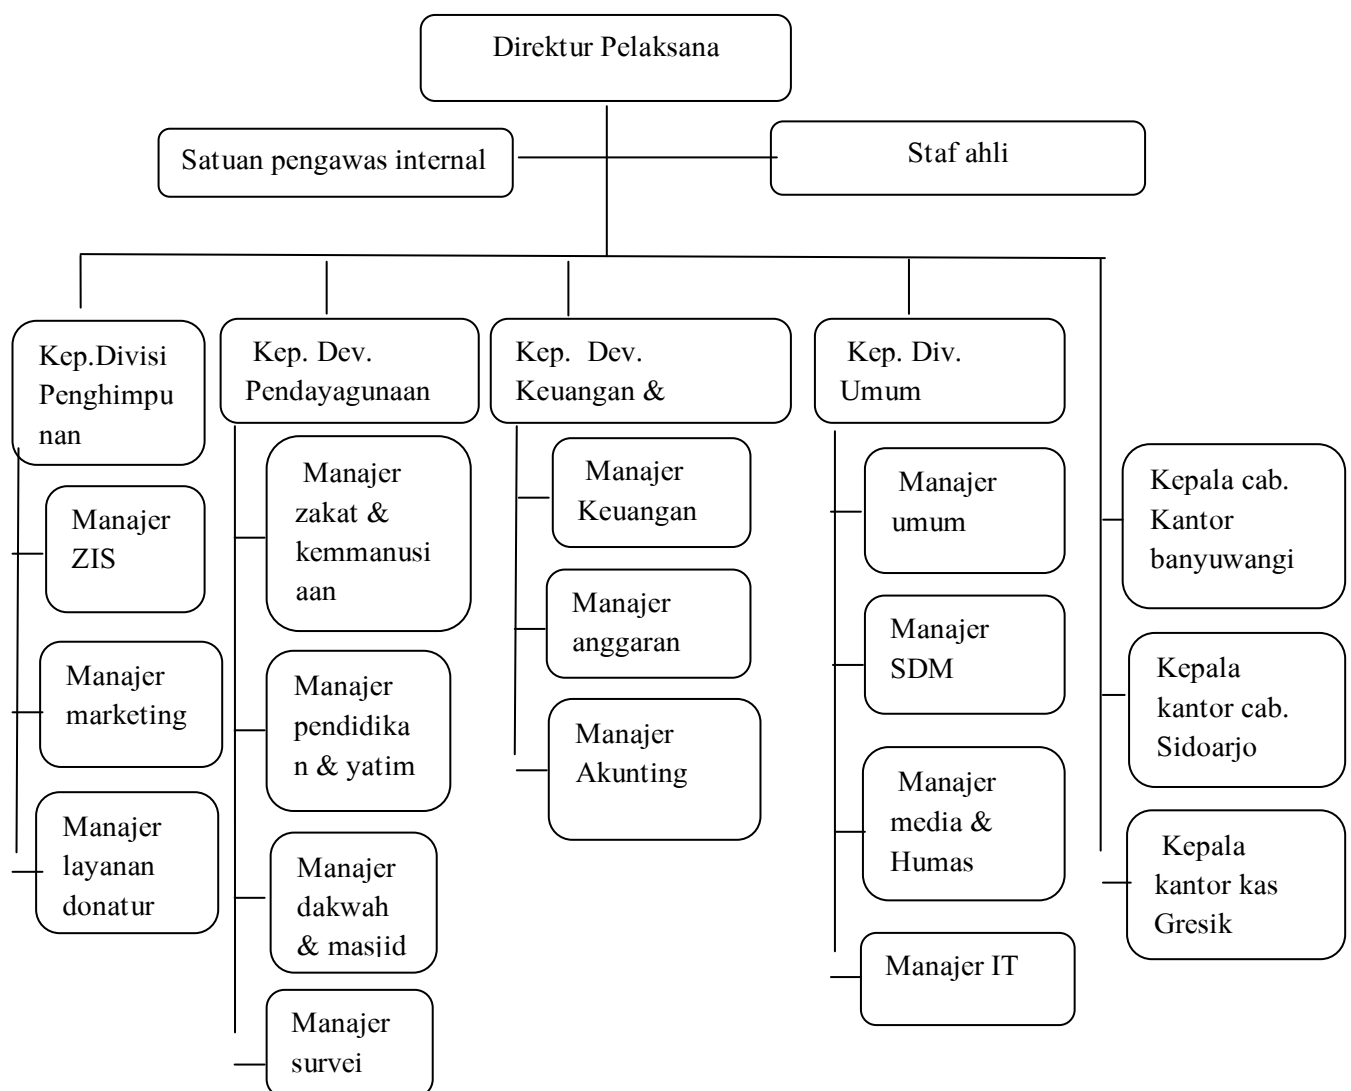 Direktur Pelaksana
Satuan pengawas internal
Staf ahli
Kep.Divisi
Penghimpu
nan
Manajer
ZIS
Manajer
marketing
Manajer
layanan
donatur
Kep. Dev.
Pendayagunaan
Manajer
zakat &
kemmanusi
aan
Manajer
pendidika
n & yatim
Manajer
dakwah
& masjid
Manajer
survei
Kep. Dev.
Keuangan &
Manajer
Keuangan
Manajer
anggaran
Manajer
Akunting
Kep. Div.
Umum
Manajer
umum
Manajer
SDM
Manajer
media &
Humas
Manajer IT
Kepala cab.
Kantor
banyuwangi
Kepala
kantor cab.
Sidoarjo
Kepala
kantor kas
Gresik